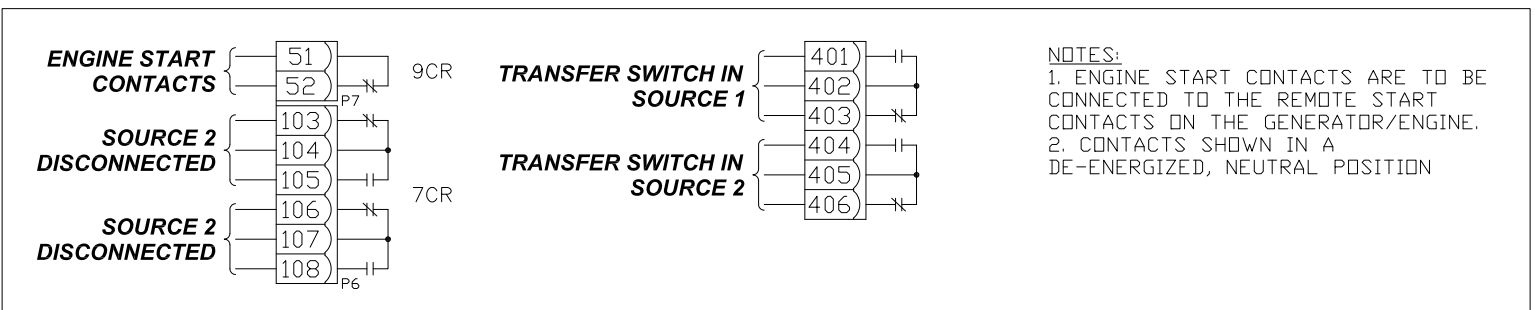 ENGINE START
CONTACTS
51
52
9CR
P7
SOURCE 2
DISCONNECTED
103
104
105
7CR
SOURCE 2
DISCONNECTED
106
107
108
P6
TRANSFER SWITCH IN
SOURCE 1
401
402
403
TRANSFER SWITCH IN
SOURCE 2
404
405
406
NOTES:
1. ENGINE START CONTACTS ARE TO BE
CONNECTED TO THE REMOTE START
CONTACTS ON THE GENERATOR/ENGINE.
2. CONTACTS SHOWN IN A
DE-ENERGIZED, NEUTRAL POSITION